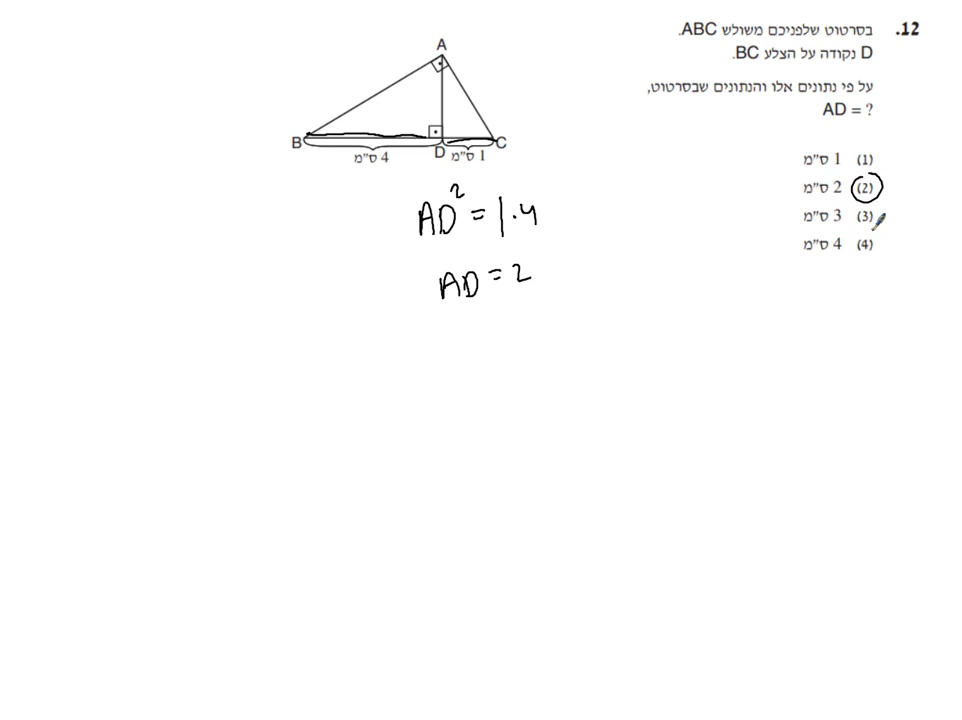 12. בסרטוט שלפניכם משולש ABC.
D נקודה על הצלע BC.
על פי נתונים אלו והנתונים שבסרטוט,
AD = ?
(1) 1 ס"מ
(2) 2 ס"מ
(3) 3 ס"מ
(4) 4 ס"מ
A
B
D
C
4 ס"מ
1 ס"מ
AD² = 1·4
AD = 2